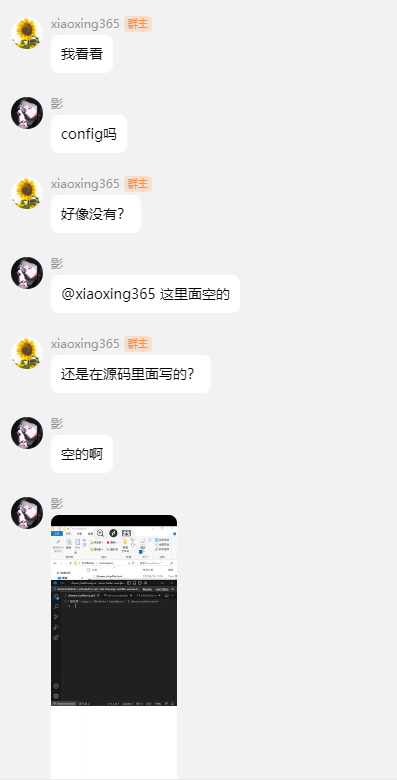 xiaoxing365 群主
我看看
影
config吗
xiaoxing365 群主
好像没有？
影
@xiaoxing365 这里面空的
xiaoxing365 群主
还是在源码里面写的？
影
空的啊
影